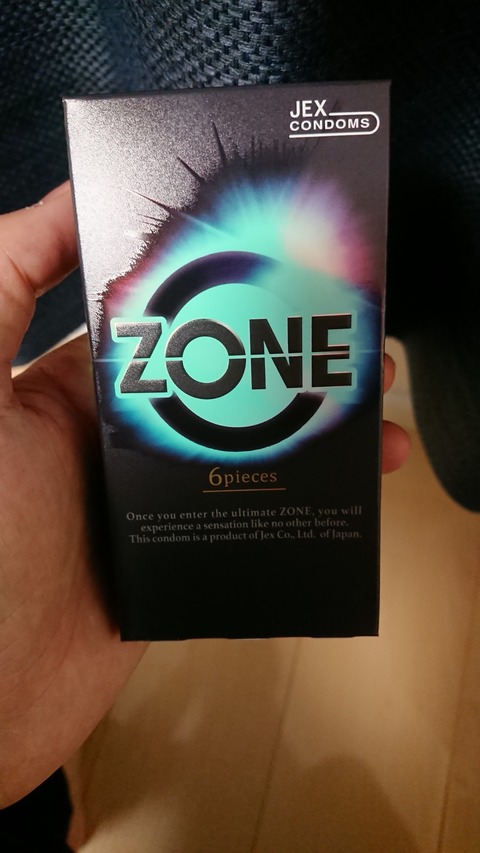 JEX
CONDOMS
ZONE
6pieces
Once you enter the ultimate ZONE, you will
experience a sensation like no other before.
This condom is a product of Jex Co., Ltd. of Japan.